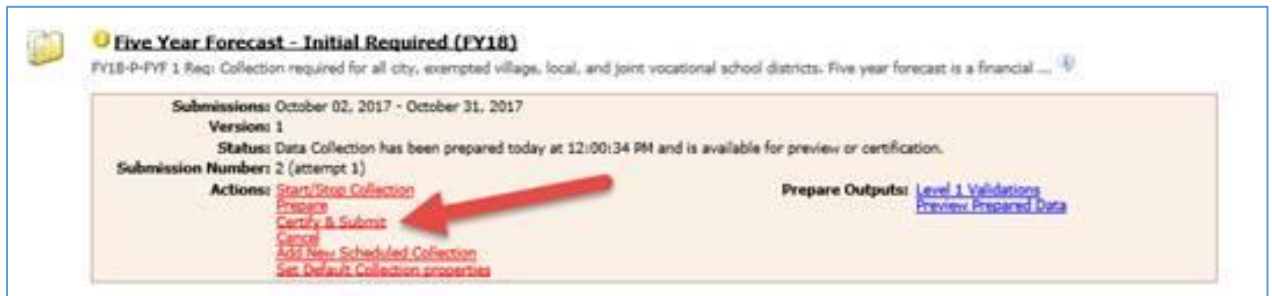 Five Year Forecast - Initial Required (FY18)
FY18-P-FYF 1 Req: Collection required for all city, exempted village, local, and joint vocational school districts. Five year forecast is a financial ...
Submissions: October 02, 2017 - October 31, 2017
Version: 1
Status: Data Collection has been prepared today at 12:00:34 PM and is available for preview or certification.
Submission Number: 2 (attempt 1)
Actions: Start/Stop Collection
Prepare
Certify & Submit
Cancel
Add New Scheduled Collection
Set Default Collection properties
Prepare Outputs: Level 1 Validations
Preview Prepared Data